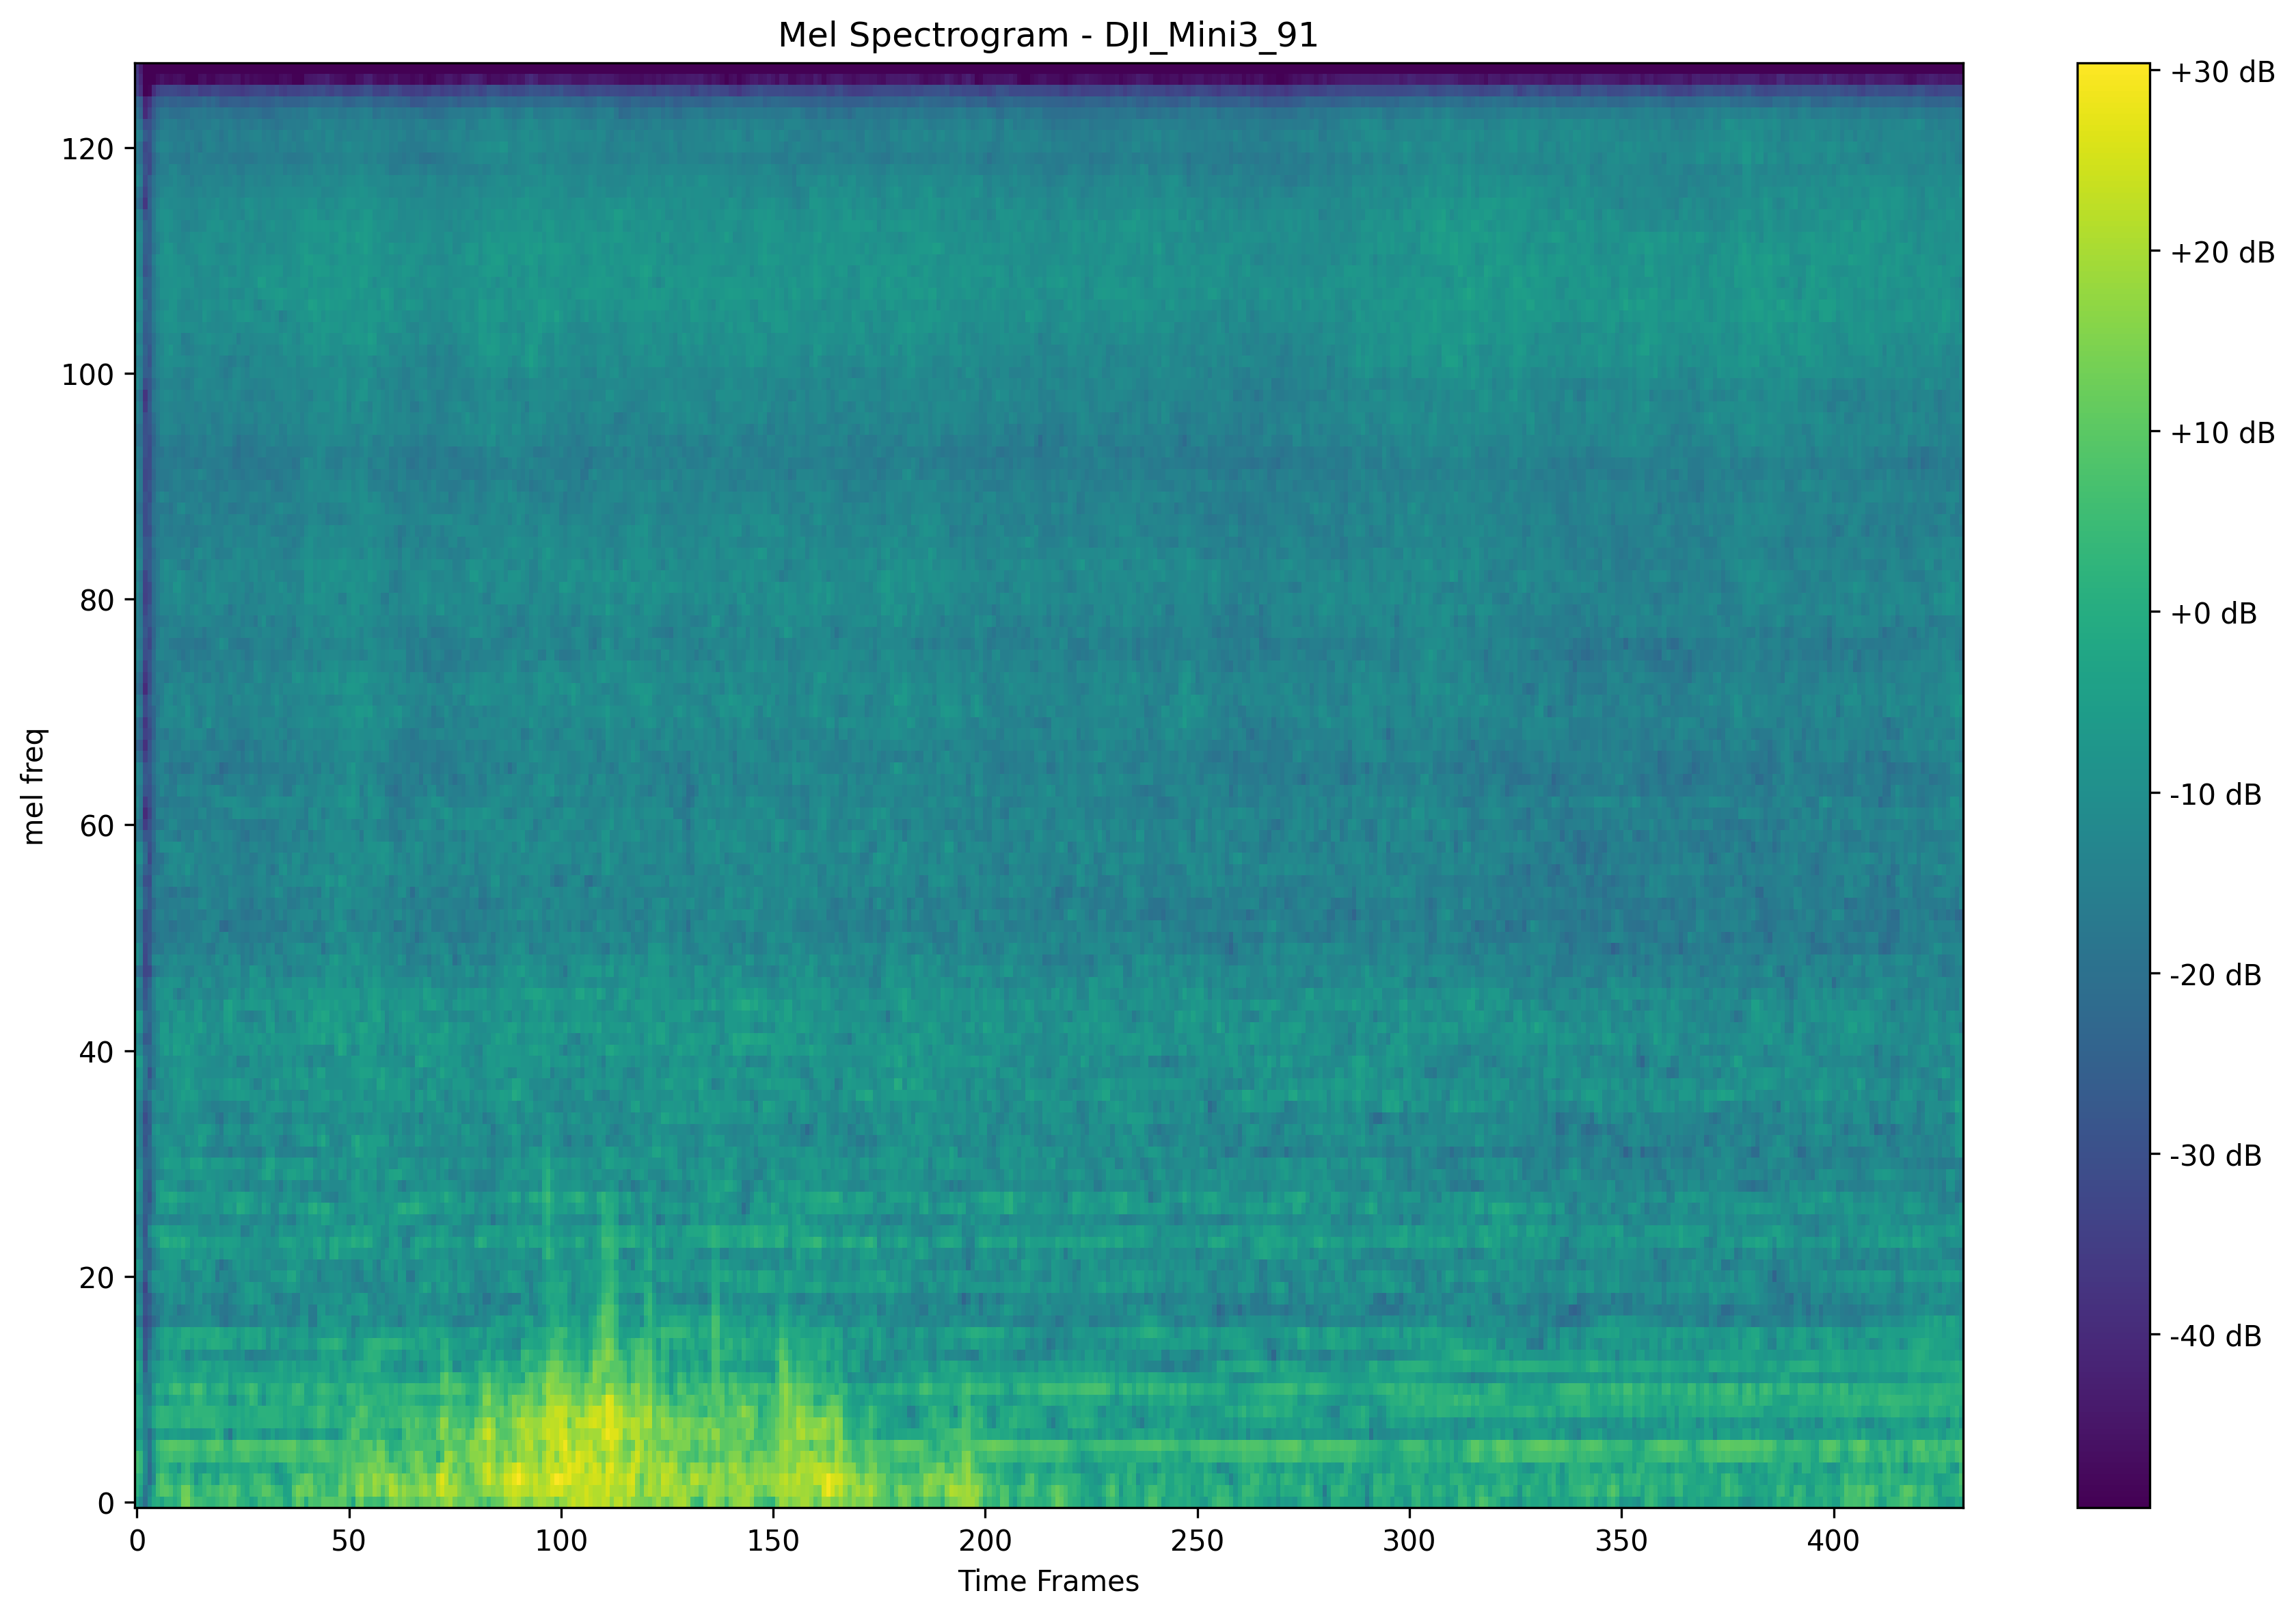 Mel Spectrogram - DJI_Mini3_91
+30 dB
+20 dB
+10 dB
+0 dB
-10 dB
-20 dB
-30 dB
-40 dB
mel freq
120
100
80
60
40
20
0
0 50 100 150 200 250 300 350 400
Time Frames